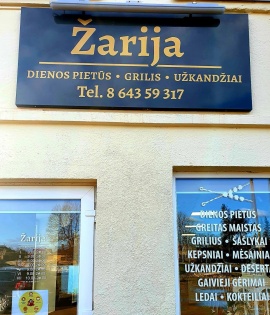 Žarija
DIENOS PIETŪS • GRILIS • UŽKANDŽIAI
Tel. 8 643 59 317
Žarija
DIENOS PIETŪS
GREITAS MAISTAS
GRILIUS • ŠAŠLYKAI
KEPSNIAI • MĖSAINIAI
UŽKANDŽIAI • DESERTAI
GAIVIEJI GĖRIMAI
LEDAI • KOKTEILIAI